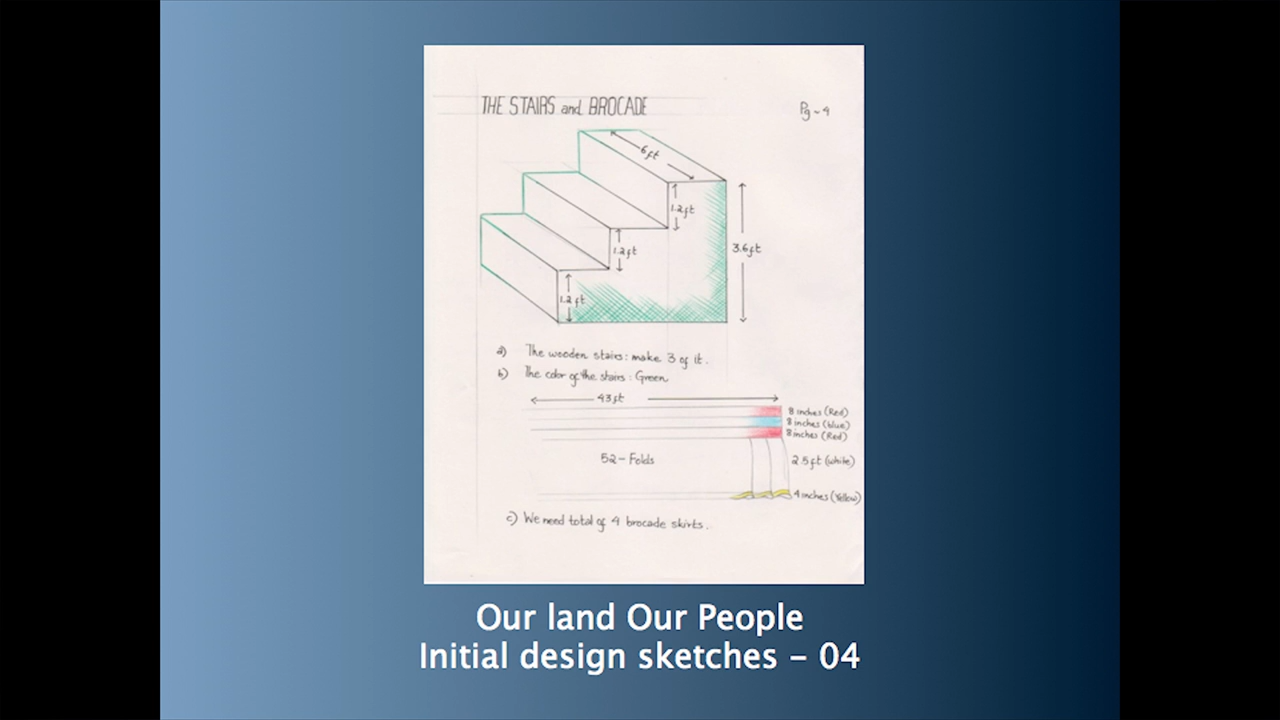 THE STAIRS and BROCADE
Pg ~ 4
6 ft
1.2 ft
3.6 ft
1.2 ft
1.2 ft
a) The wooden stairs: make 3 of it.
b) The color of the stairs : Green
43 ft
8 inches (Red)
8 inches (blue)
8 inches (Red)
52 - Folds
2.5 ft (white)
4 inches (Yellow)
c) We need total of 4 brocade skirts.
Our land Our People
Initial design sketches – 04